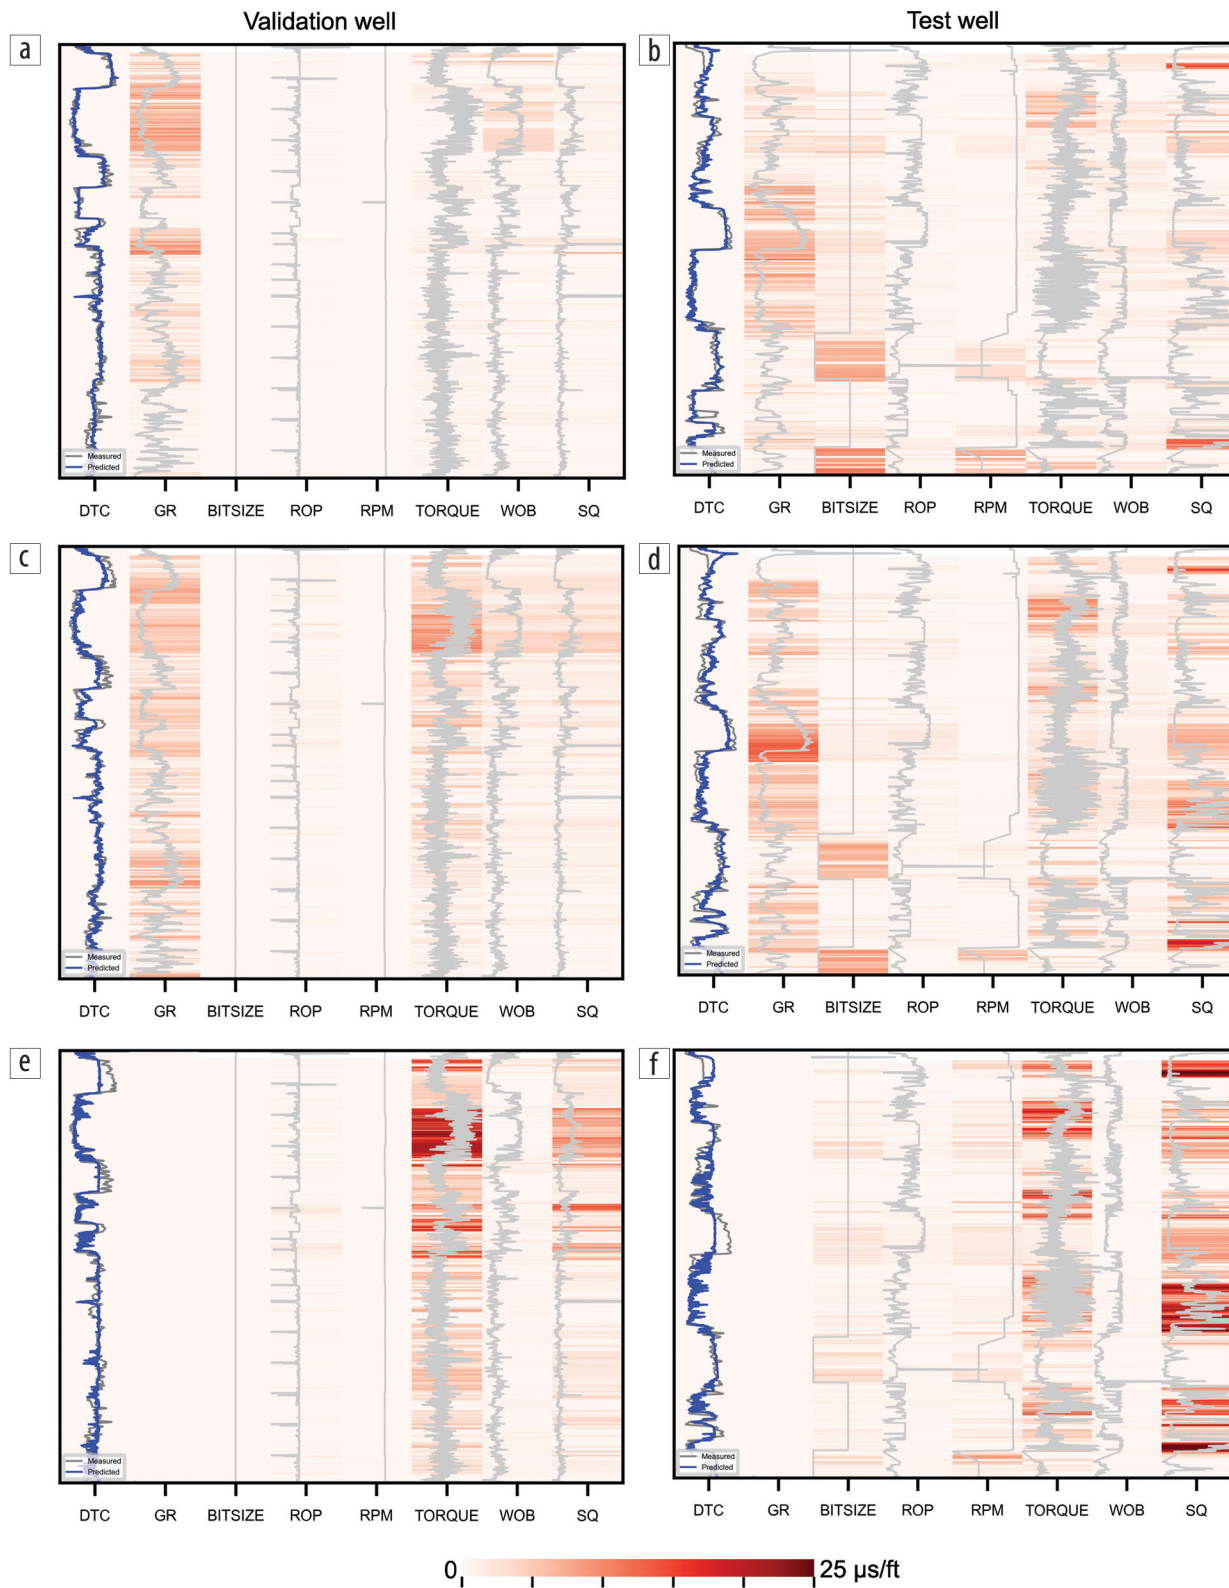 Validation well
Test well
a
b
Measured
Predicted
Measured
Predicted
DTC GR BITSIZE ROP RPM TORQUE WOB SQ
DTC GR BITSIZE ROP RPM TORQUE WOB SQ
c
d
Measured
Predicted
Measured
Predicted
DTC GR BITSIZE ROP RPM TORQUE WOB SQ
DTC GR BITSIZE ROP RPM TORQUE WOB SQ
e
f
Measured
Predicted
Measured
Predicted
DTC GR BITSIZE ROP RPM TORQUE WOB SQ
DTC GR BITSIZE ROP RPM TORQUE WOB SQ
0 25 µs/ft